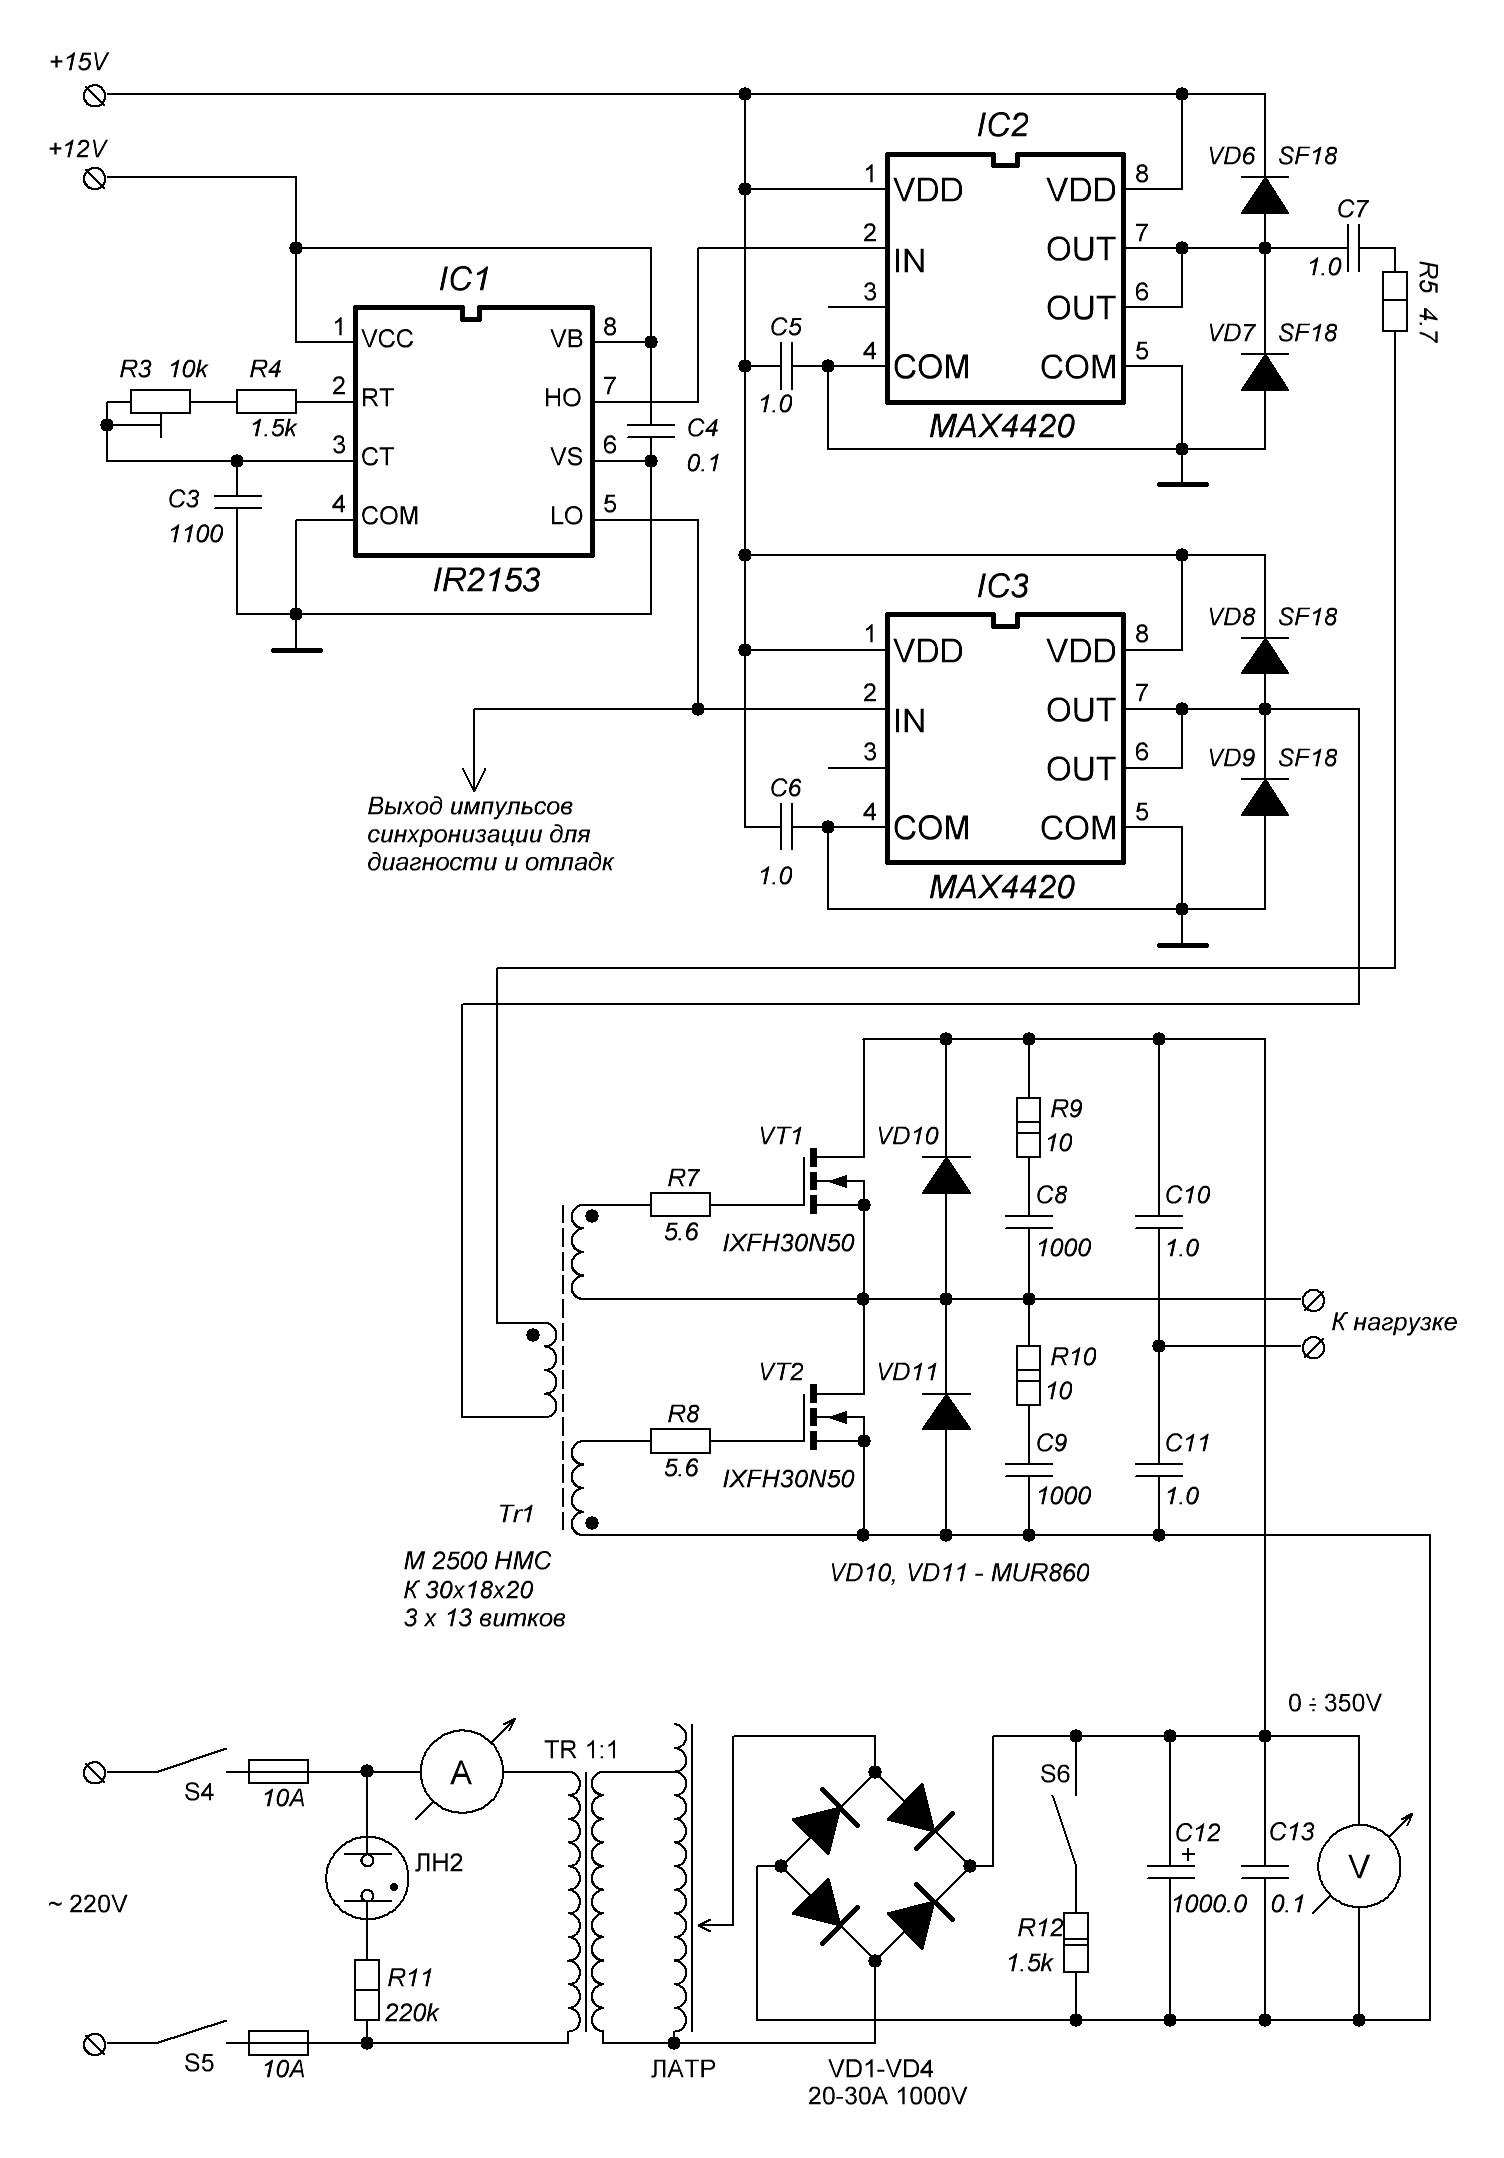 +15V
+12V
IC2
1 VDD
VDD 8
2 IN
OUT 7
3
OUT 6
4 COM
COM 5
MAX4420
VD6 SF18
C7
1.0
R5 4.7
VD7 SF18
C5
1.0
IC1
1 VCC
VB 8
2 RT
HO 7
3 CT
VS 6
4 COM
LO 5
IR2153
R3 10k
R4
1.5k
C3
1100
C4
0.1
IC3
1 VDD
VDD 8
2 IN
OUT 7
3
OUT 6
4 COM
COM 5
MAX4420
VD8 SF18
VD9 SF18
C6
1.0
Выход импульсов
синхронизации для
диагности и отладк
VT1
VD10
R9
10
R7
5.6
IXFH30N50
C8
1000
C10
1.0
К нагрузке
VT2
VD11
R10
10
R8
5.6
IXFH30N50
C9
1000
C11
1.0
Tr1
М 2500 НМС
К 30x18x20
3 x 13 витков
VD10, VD11 - MUR860
0 ÷ 350V
S4
10A
A
TR 1:1
ЛН2
~ 220V
R11
220k
S5
10A
ЛАТР
VD1-VD4
20-30A 1000V
S6
R12
1.5k
C12
+
1000.0
C13
0.1
V